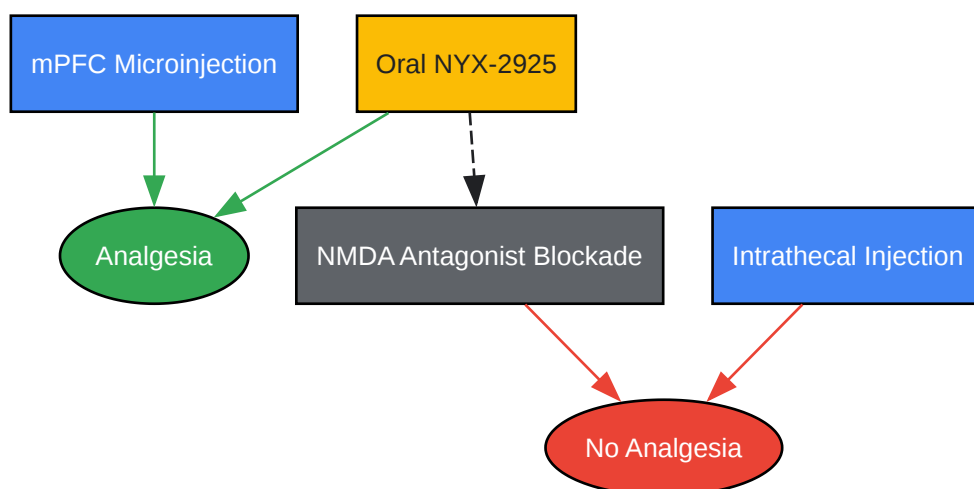 mPFC Microinjection
Oral NYX-2925
Analgesia
NMDA Antagonist Blockade
Intrathecal Injection
No Analgesia